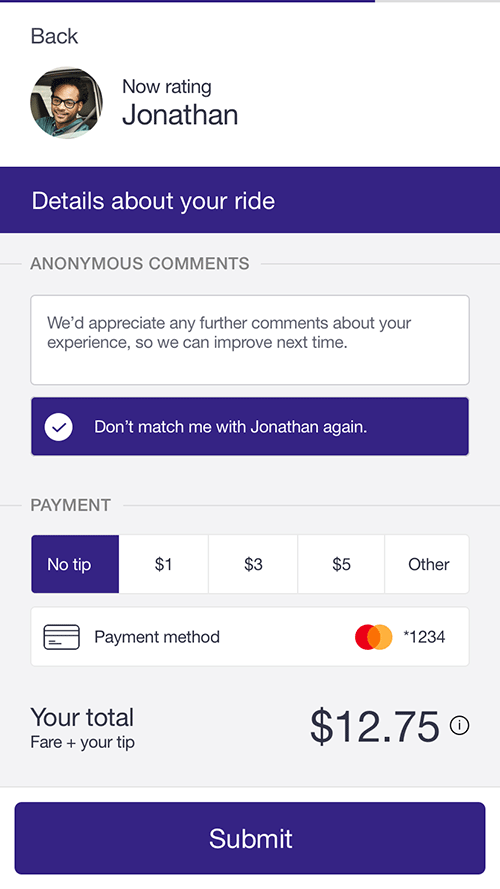 Back
Now rating
Jonathan
Details about your ride
ANONYMOUS COMMENTS
We’d appreciate any further comments about your
experience, so we can improve next time.
Don’t match me with Jonathan again.
PAYMENT
No tip $1 $3 $5 Other
Payment method *1234
Your total
Fare + your tip
$12.75 i
Submit